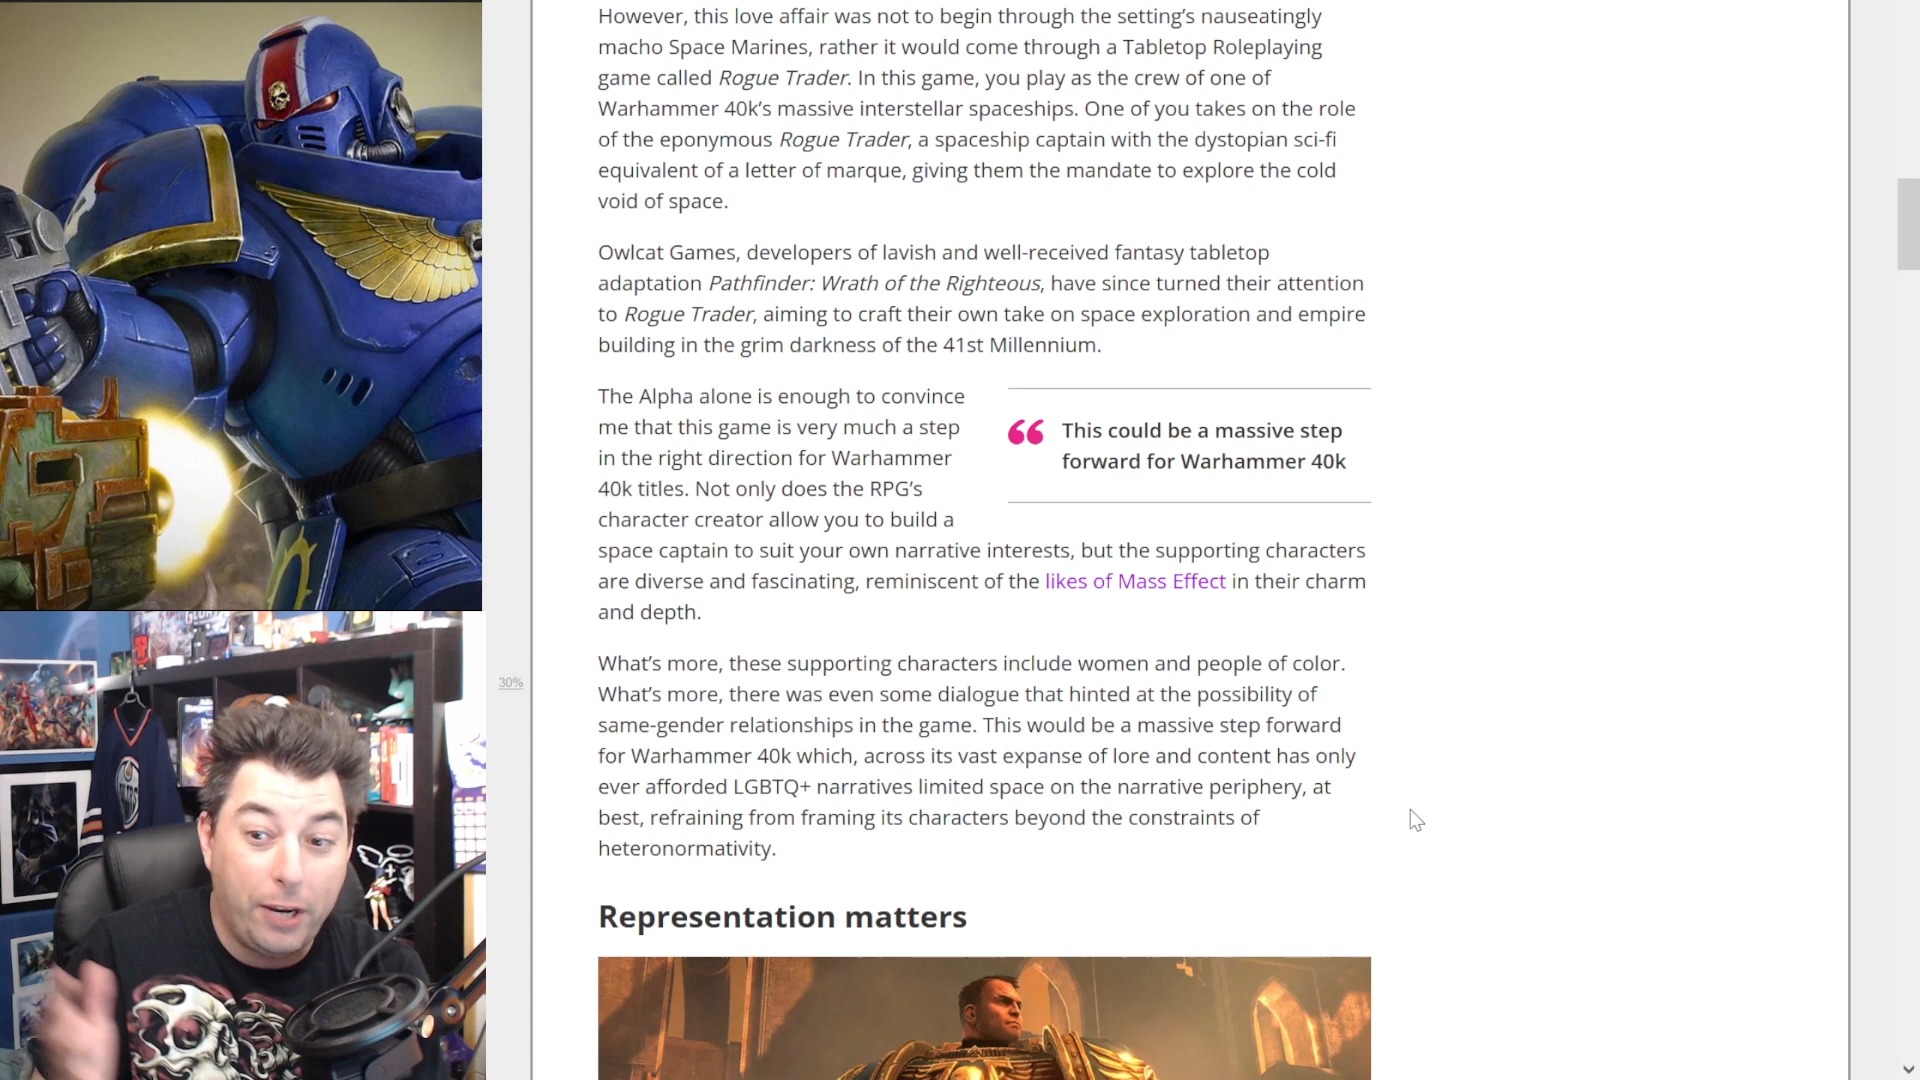 However, this love affair was not to begin through the setting’s nauseatingly
macho Space Marines, rather it would come through a Tabletop Roleplaying
game called Rogue Trader. In this game, you play as the crew of one of
Warhammer 40k’s massive interstellar spaceships. One of you takes on the role
of the eponymous Rogue Trader, a spaceship captain with the dystopian sci-fi
equivalent of a letter of marque, giving them the mandate to explore the cold
void of space.
Owlcat Games, developers of lavish and well-received fantasy tabletop
adaptation Pathfinder: Wrath of the Righteous, have since turned their attention
to Rogue Trader, aiming to craft their own take on space exploration and empire
building in the grim darkness of the 41st Millennium.
The Alpha alone is enough to convince
me that this game is very much a step
in the right direction for Warhammer
40k titles. Not only does the RPG’s
character creator allow you to build a
space captain to suit your own narrative interests, but the supporting characters
are diverse and fascinating, reminiscent of the likes of Mass Effect in their charm
and depth.
❝ This could be a massive step
forward for Warhammer 40k
What’s more, these supporting characters include women and people of color.
What’s more, there was even some dialogue that hinted at the possibility of
same-gender relationships in the game. This would be a massive step forward
for Warhammer 40k which, across its vast expanse of lore and content has only
ever afforded LGBTQ+ narratives limited space on the narrative periphery, at
best, refraining from framing its characters beyond the constraints of
heteronormativity.
Representation matters
30%
OILERS